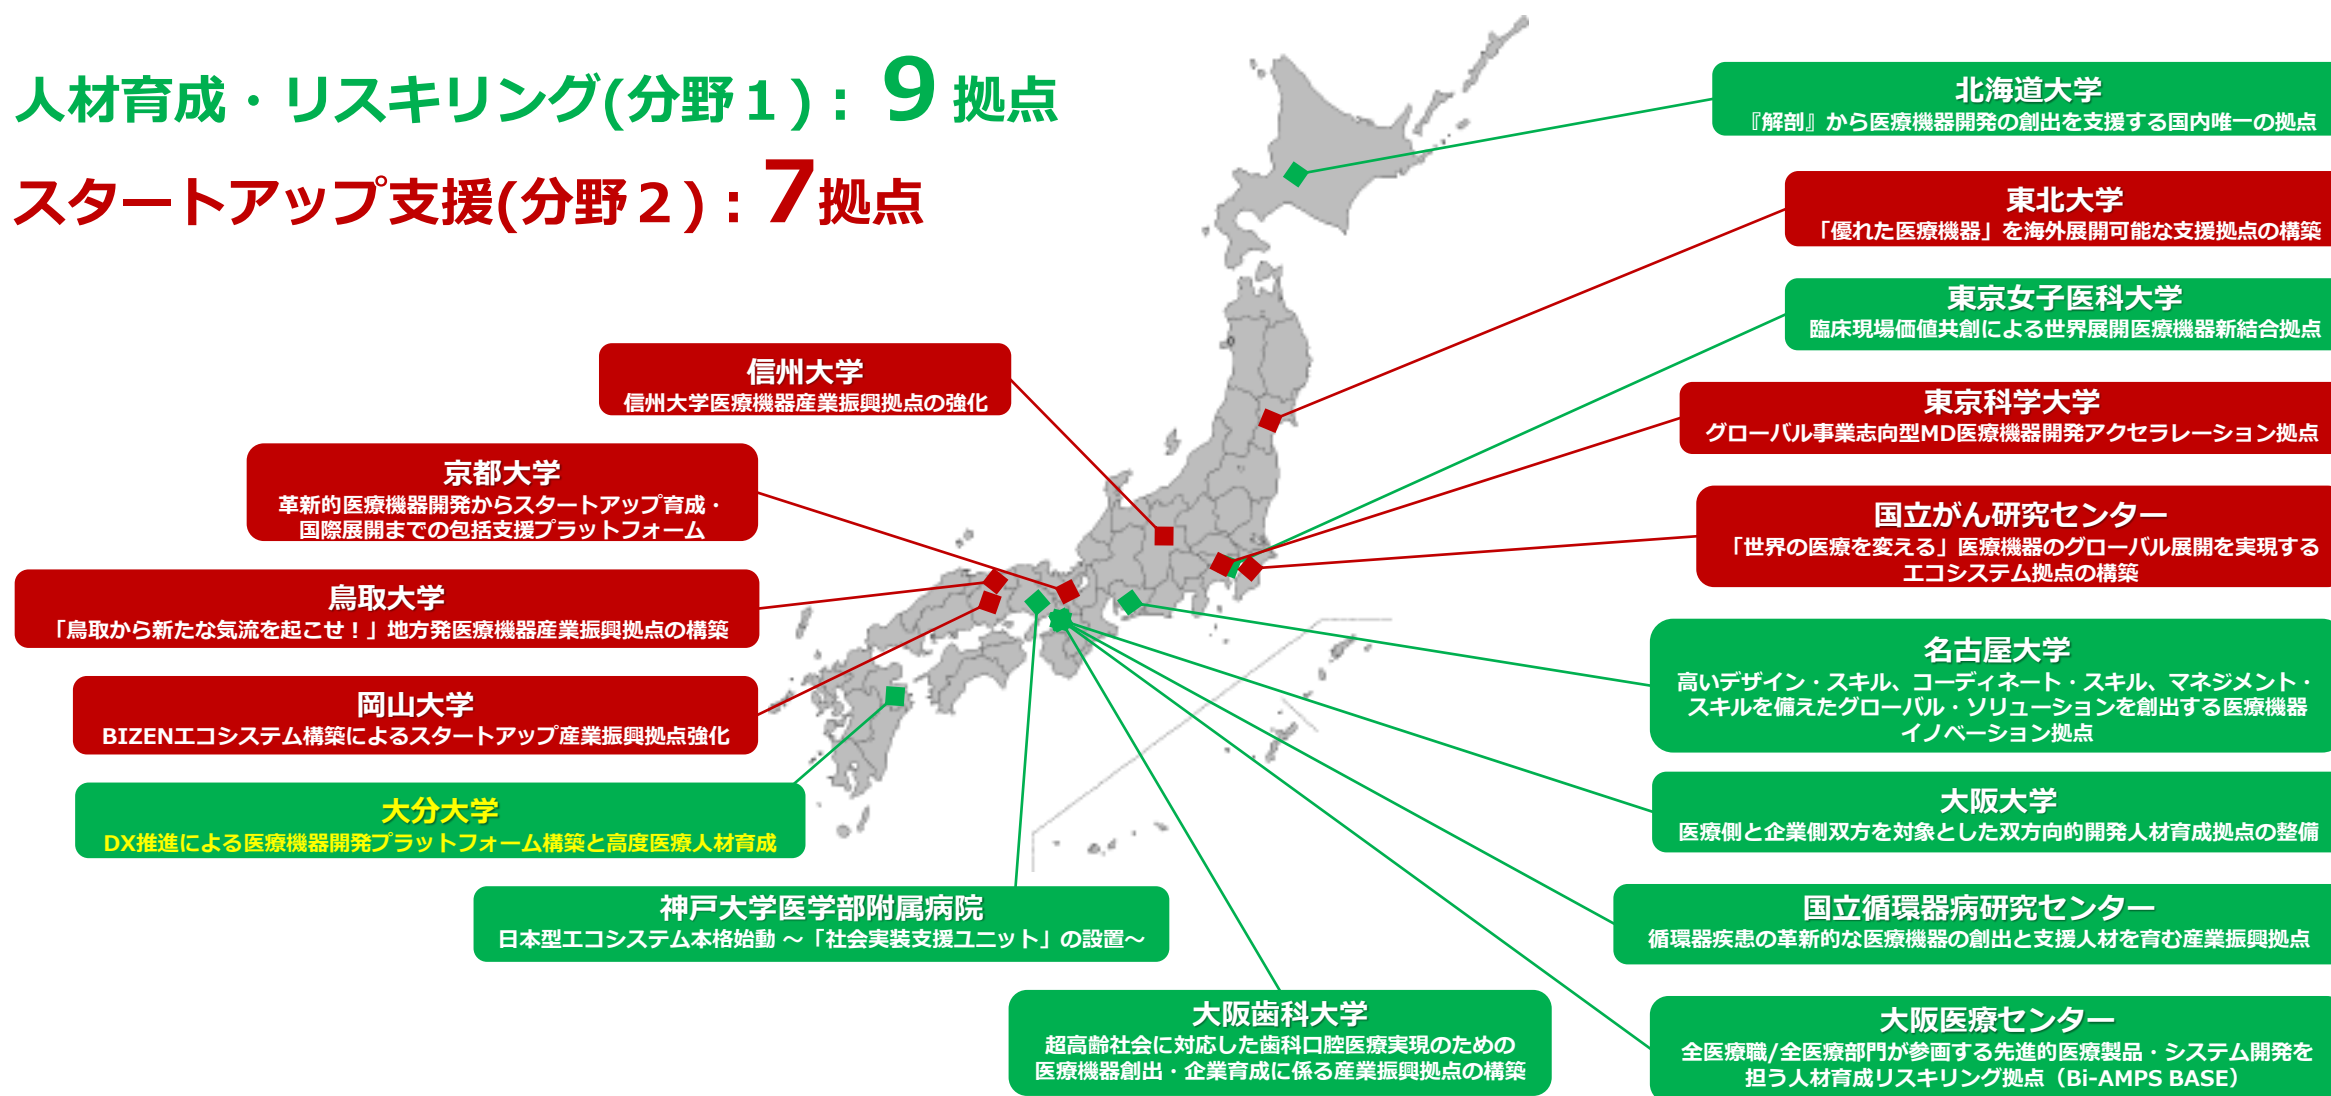 人材育成・リスキリング(分野１)：９拠点
スタートアップ支援(分野２)：７拠点
北海道大学
『解剖』から医療機器開発の創出を支援する国内唯一の拠点
東北大学
「優れた医療機器」を海外展開可能な支援拠点の構築
東京女子医科大学
臨床現場価値共創による世界展開医療機器新結合拠点
東京科学大学
グローバル事業志向型MD医療機器開発アクセラレーション拠点
国立がん研究センター
「世界の医療を変える」医療機器のグローバル展開を実現する
エコシステム拠点の構築
名古屋大学
高いデザイン・スキル、コーディネート・スキル、マネジメント・
スキルを備えたグローバル・ソリューションを創出する医療機器
イノベーション拠点
大阪大学
医療側と企業側双方を対象とした双方向的開発人材育成拠点の整備
国立循環器病研究センター
循環器疾患の革新的な医療機器の創出と支援人材を育む産業振興拠点
大阪医療センター
全医療職/全医療部門が参画する先進的医療製品・システム開発を
担う人材育成リスキリング拠点（Bi-AMPS BASE）
信州大学
信州大学医療機器産業振興拠点の強化
京都大学
革新的医療機器開発からスタートアップ育成・
国際展開までの包括支援プラットフォーム
鳥取大学
「鳥取から新たな気流を起こせ！」地方発医療機器産業振興拠点の構築
岡山大学
BIZENエコシステム構築によるスタートアップ産業振興拠点強化
大分大学
DX推進による医療機器開発プラットフォーム構築と高度医療人材育成
神戸大学医学部附属病院
日本型エコシステム本格始動 ～「社会実装支援ユニット」の設置～
大阪歯科大学
超高齢社会に対応した歯科口腔医療実現のための
医療機器創出・企業育成に係る産業振興拠点の構築